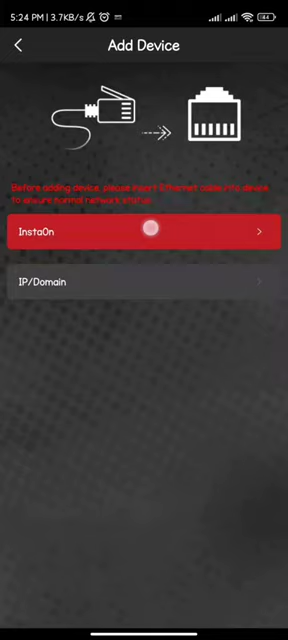 5:24 PM | 3.7KB/s
44
Add Device
Before adding device, please insert Ethernet cable into device
to ensure normal network status.
InstaOn
IP/Domain